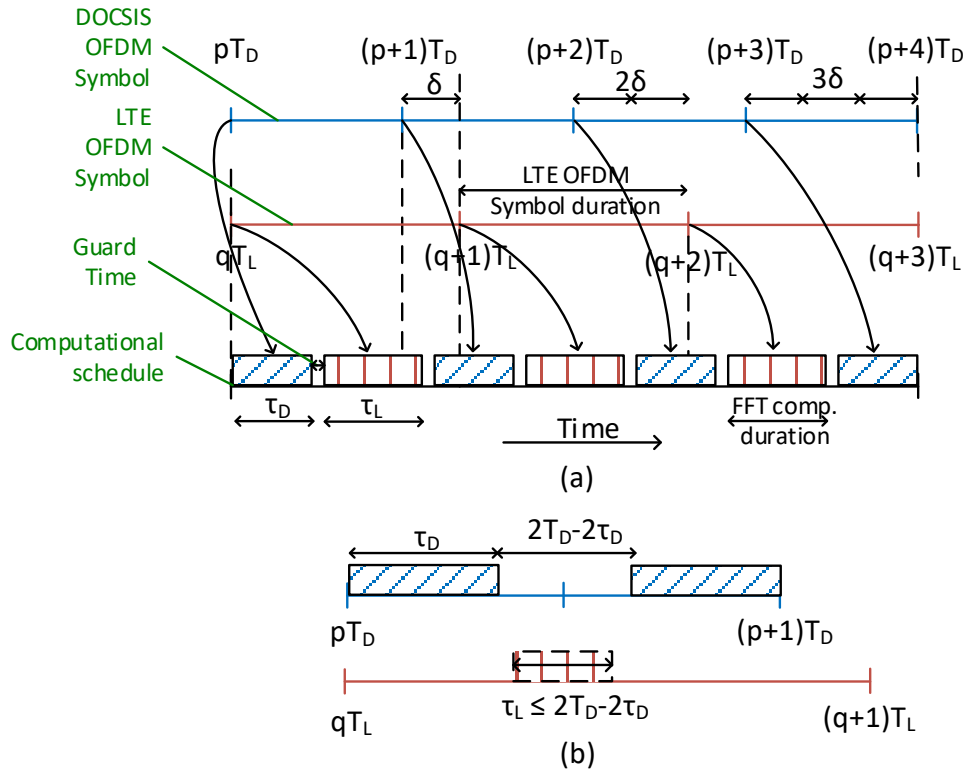 DOCSIS
OFDM
Symbol
pT_D
(p+1)T_D
(p+2)T_D
(p+3)T_D
(p+4)T_D
δ
2δ
3δ
LTE
OFDM
Symbol
LTE OFDM
Symbol duration
Guard
Time
qT_L
(q+1)T_L
(q+2)T_L
(q+3)T_L
Computational
schedule
τ_D
τ_L
FFT comp.
duration
Time
(a)
τ_D
2T_D-2τ_D
pT_D
(p+1)T_D
qT_L
τ_L ≤ 2T_D-2τ_D
(q+1)T_L
(b)